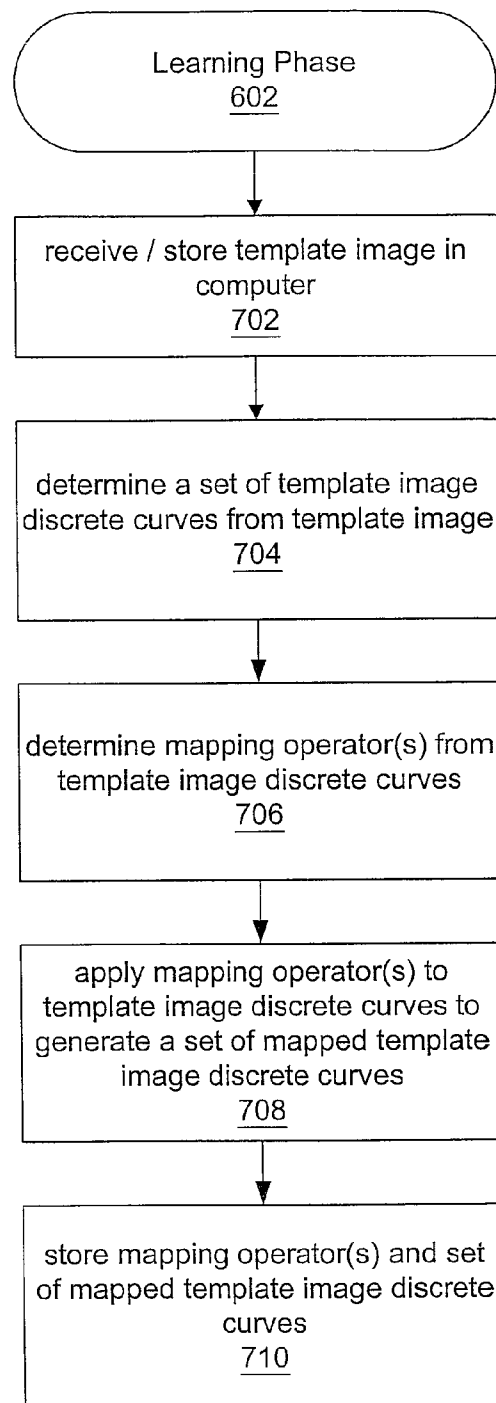 Learning Phase
602
receive / store template image in
computer
702
determine a set of template image
discrete curves from template image
704
determine mapping operator(s) from
template image discrete curves
706
apply mapping operator(s) to
template image discrete curves to
generate a set of mapped template
image discrete curves
708
store mapping operator(s) and set
of mapped template image discrete
curves
710